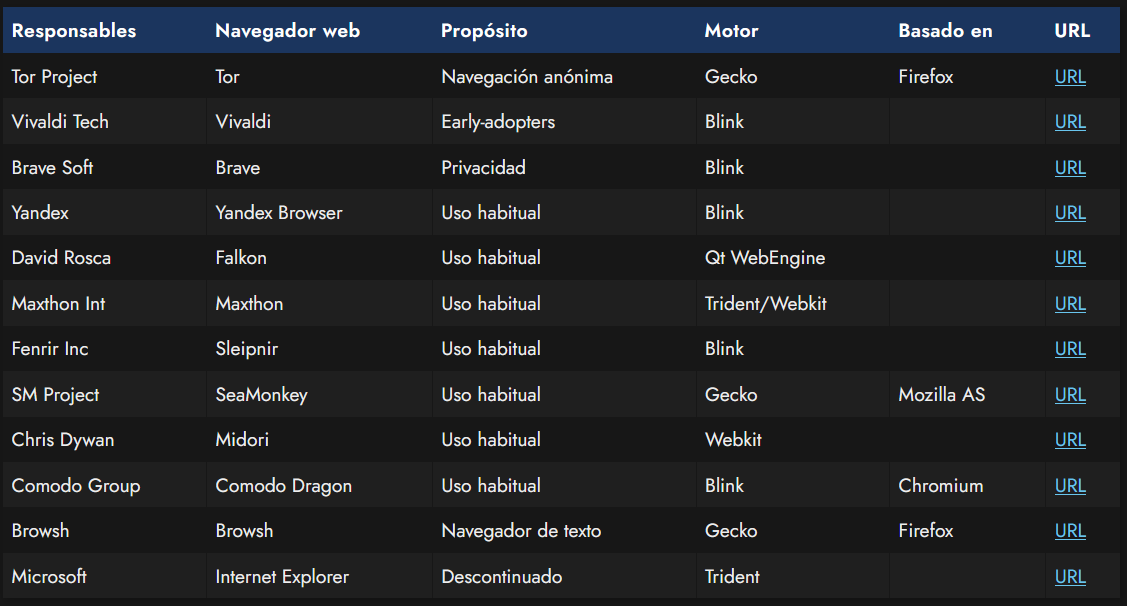 Responsables Navegador web Propósito Motor Basado en URL
Tor Project Tor Navegación anónima Gecko Firefox URL
Vivaldi Tech Vivaldi Early-adopters Blink URL
Brave Soft Brave Privacidad Blink URL
Yandex Yandex Browser Uso habitual Blink URL
David Rosca Falkon Uso habitual Qt WebEngine URL
Maxthon Int Maxthon Uso habitual Trident/Webkit URL
Fenrir Inc Sleipnir Uso habitual Blink URL
SM Project SeaMonkey Uso habitual Gecko Mozilla AS URL
Chris Dywan Midori Uso habitual Webkit URL
Comodo Group Comodo Dragon Uso habitual Blink Chromium URL
Browsh Browsh Navegador de texto Gecko Firefox URL
Microsoft Internet Explorer Descontinuado Trident URL